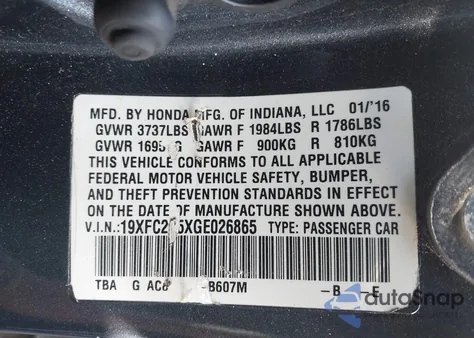 MFD. BY HONDA MFG. OF INDIANA, LLC 01/'16
GVWR 3737LBS GAWR F 1984LBS R 1786LBS
GVWR GAWR F 900KG R 810KG
THIS VEHICLE CONFORMS TO ALL APPLICABLE
FEDERAL MOTOR VEHICLE SAFETY, BUMPER,
AND THEFT PREVENTION STANDARDS IN EFFECT
ON THE DATE OF MANUFACTURE SHOWN ABOVE.
V.I.N.: TYPE: PASSENGER CAR
TBA G B607M -B -E
autoSnap